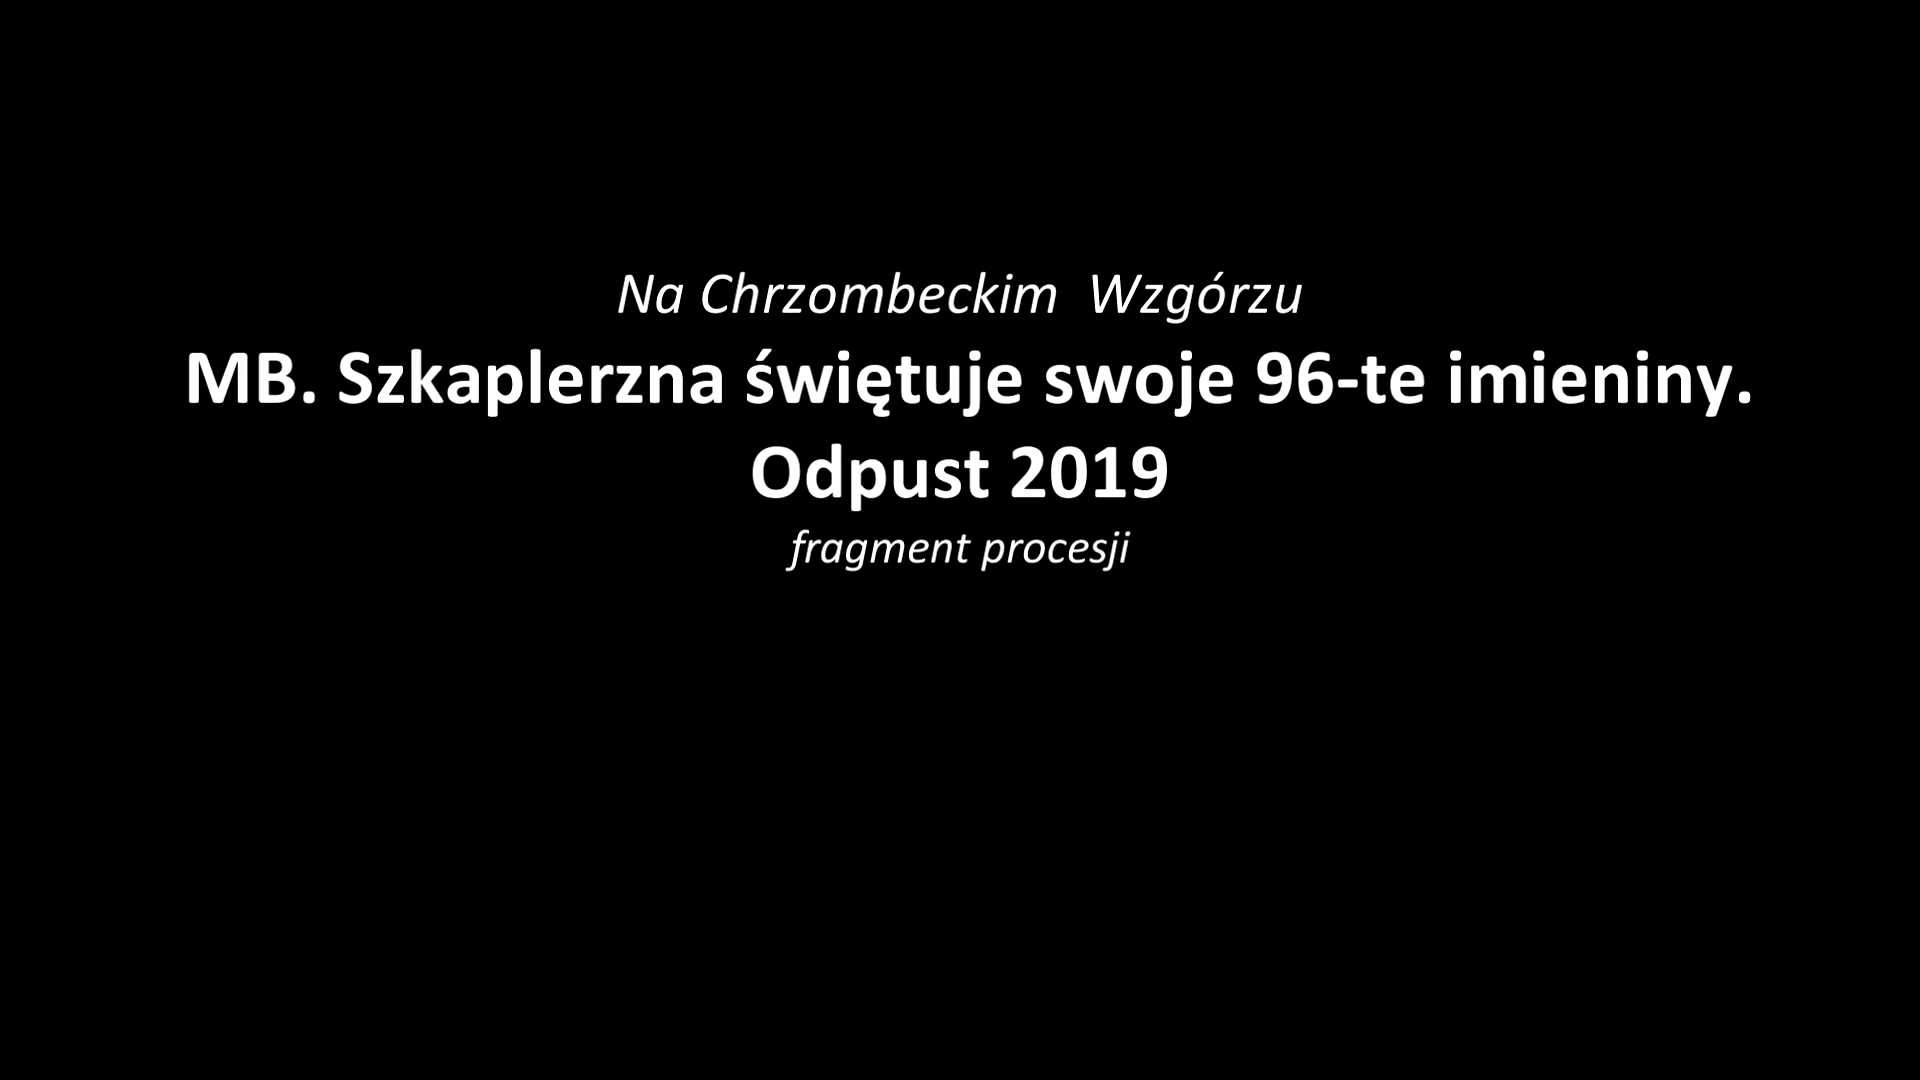 Na Chrzombeckim  Wzgórzu
MB. Szkaplerzna świętuje swoje 96-te imieniny.
Odpust 2019
fragment procesji